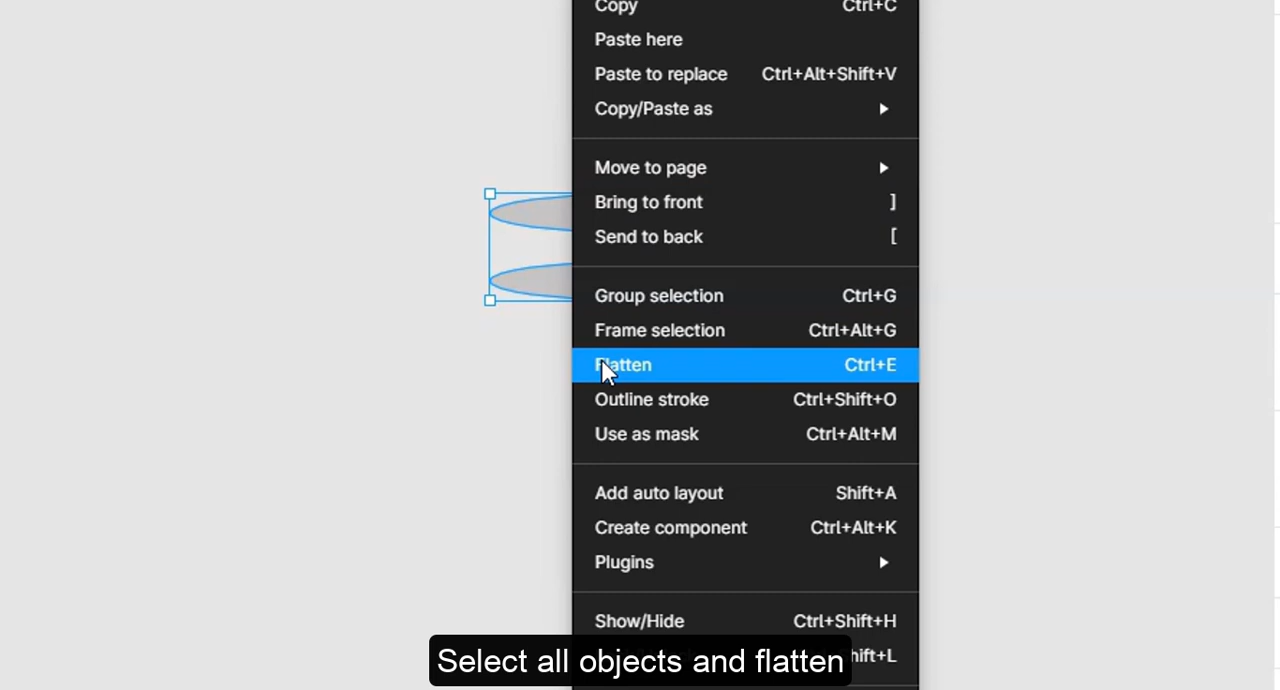 Copy Ctrl+C
Paste here
Paste to replace Ctrl+Alt+Shift+V
Copy/Paste as
Move to page
Bring to front ]
Send to back [
Group selection Ctrl+G
Frame selection Ctrl+Alt+G
Flatten Ctrl+E
Outline stroke Ctrl+Shift+O
Use as mask Ctrl+Alt+M
Add auto layout Shift+A
Create component Ctrl+Alt+K
Plugins
Show/Hide Ctrl+Shift+H
Select all objects and flatten